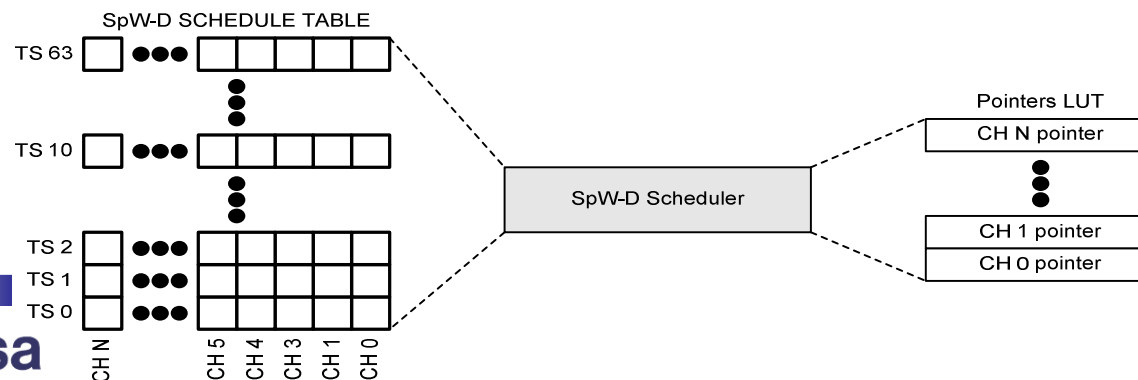 SpW-D SCHEDULE TABLE
TS 63
TS 10
TS 2
TS 1
TS 0
CH N
CH 5
CH 4
CH 3
CH 1
CH 0
SpW-D Scheduler
Pointers LUT
CH N pointer
CH 1 pointer
CH 0 pointer
sa